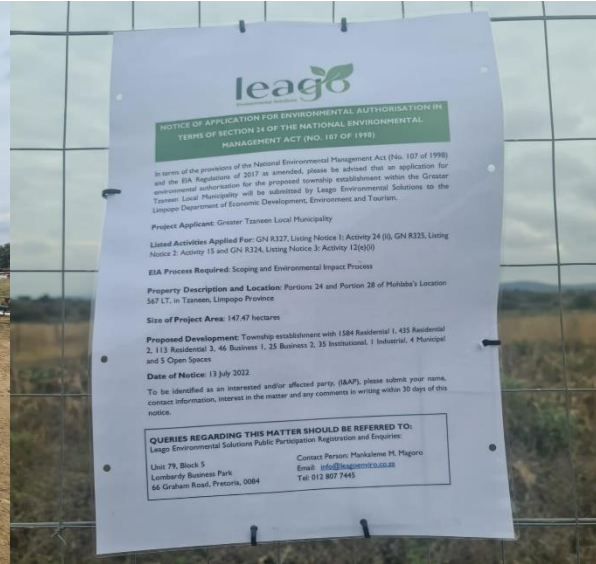 leago
Environmental Solutions
NOTICE OF APPLICATION FOR ENVIRONMENTAL AUTHORISATION IN
TERMS OF SECTION 24 OF THE NATIONAL ENVIRONMENTAL
MANAGEMENT ACT (NO. 107 OF 1998)
In terms of the provisions of the National Environmental Management Act (No. 107 of 1998)
and the EIA Regulations of 2017 as amended, please be advised that an application for
environmental authorisation for the proposed township establishment within the Greater
Tzaneen Local Municipality will be submitted by Leago Environmental Solutions to the
Limpopo Department of Economic Development, Environment and Tourism.
Project Applicant: Greater Tzaneen Local Municipality
Listed Activities Applied For: GN R327, Listing Notice 1: Activity 24 (ii), GN R325, Listing
Notice 2: Activity 15 and GN R324, Listing Notice 3: Activity 12(e)(ii)
EIA Process Required: Scoping and Environmental Impact Process
Property Description and Location: Portions 24 and Portion 28 of Mohlaba's Location
567 LT, in Tzaneen, Limpopo Province
Size of Project Area: 147.47 hectares
Proposed Development: Township establishment with 1584 Residential 1, 435 Residential
2, 113 Residential 3, 46 Business 1, 25 Business 2, 35 Institutional, 1 Industrial, 4 Municipal
and 5 Open Spaces
Date of Notice: 13 July 2022
To be identified as an interested and/or affected party, (I&AP), please submit your name,
contact information, interest in the matter and any comments in writing within 30 days of this
notice.
QUERIES REGARDING THIS MATTER SHOULD BE REFERRED TO:
Leago Environmental Solutions Public Participation Registration and Enquiries:
Unit 79, Block 5
Lombardy Business Park
66 Graham Road, Pretoria, 0084
Contact Person: Mankaleme M. Magoro
Email: info@leagoenviro.co.za
Tel: 012 807 7445